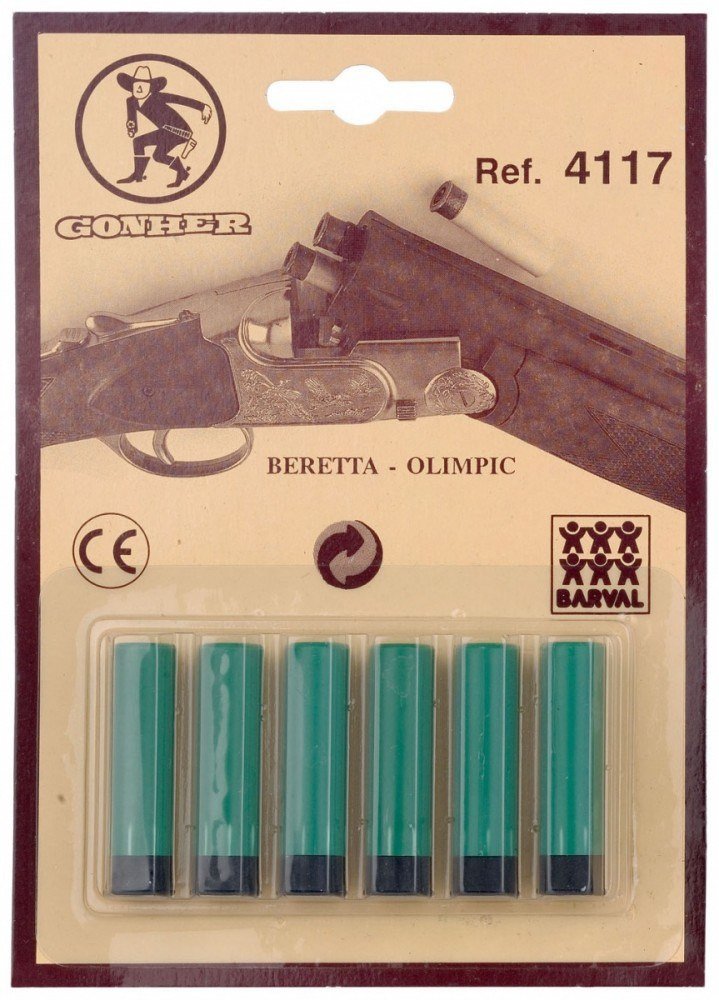 Ref. 4117
GONHER
BERETTA - OLIMPIC
CE
BARVAL